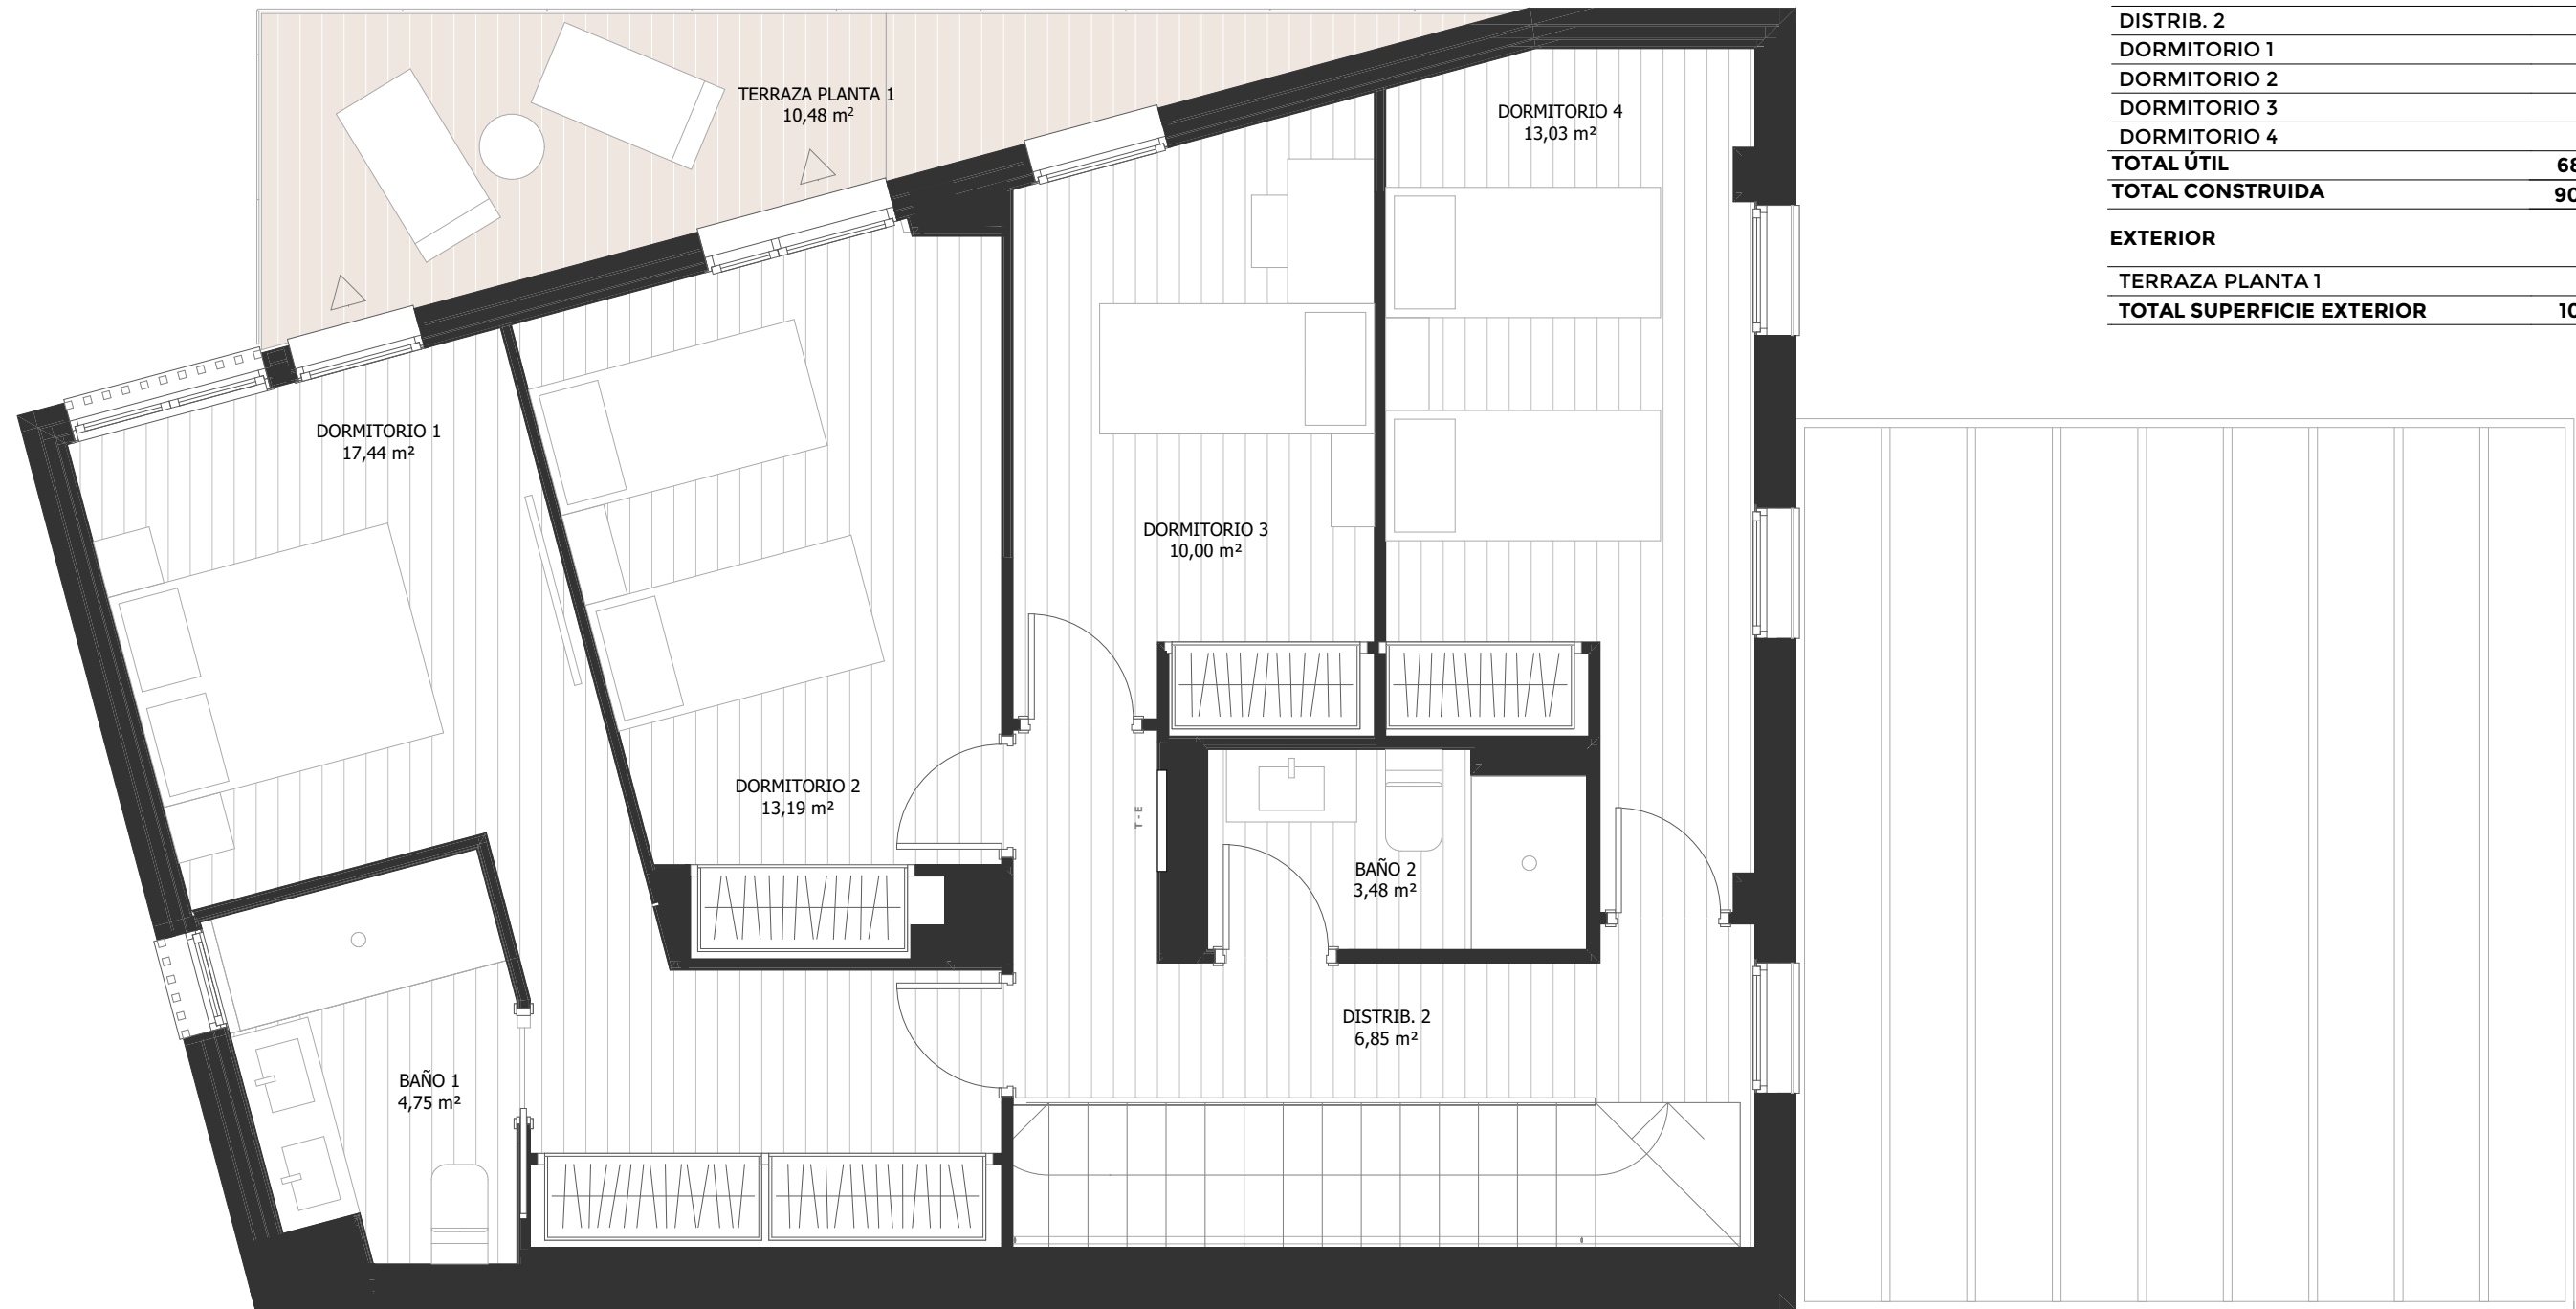 TERRAZA PLANTA 1
10,48 m²
DORMITORIO 4
13,03 m²
DORMITORIO 1
17,44 m²
DORMITORIO 3
10,00 m²
DORMITORIO 2
13,19 m²
T - E
BAÑO 2
3,48 m²
DISTRIB. 2
6,85 m²
BAÑO 1
4,75 m²
DISTRIB. 2
DORMITORIO 1
DORMITORIO 2
DORMITORIO 3
DORMITORIO 4
TOTAL ÚTIL 68
TOTAL CONSTRUIDA 90
EXTERIOR
TERRAZA PLANTA 1
TOTAL SUPERFICIE EXTERIOR 10